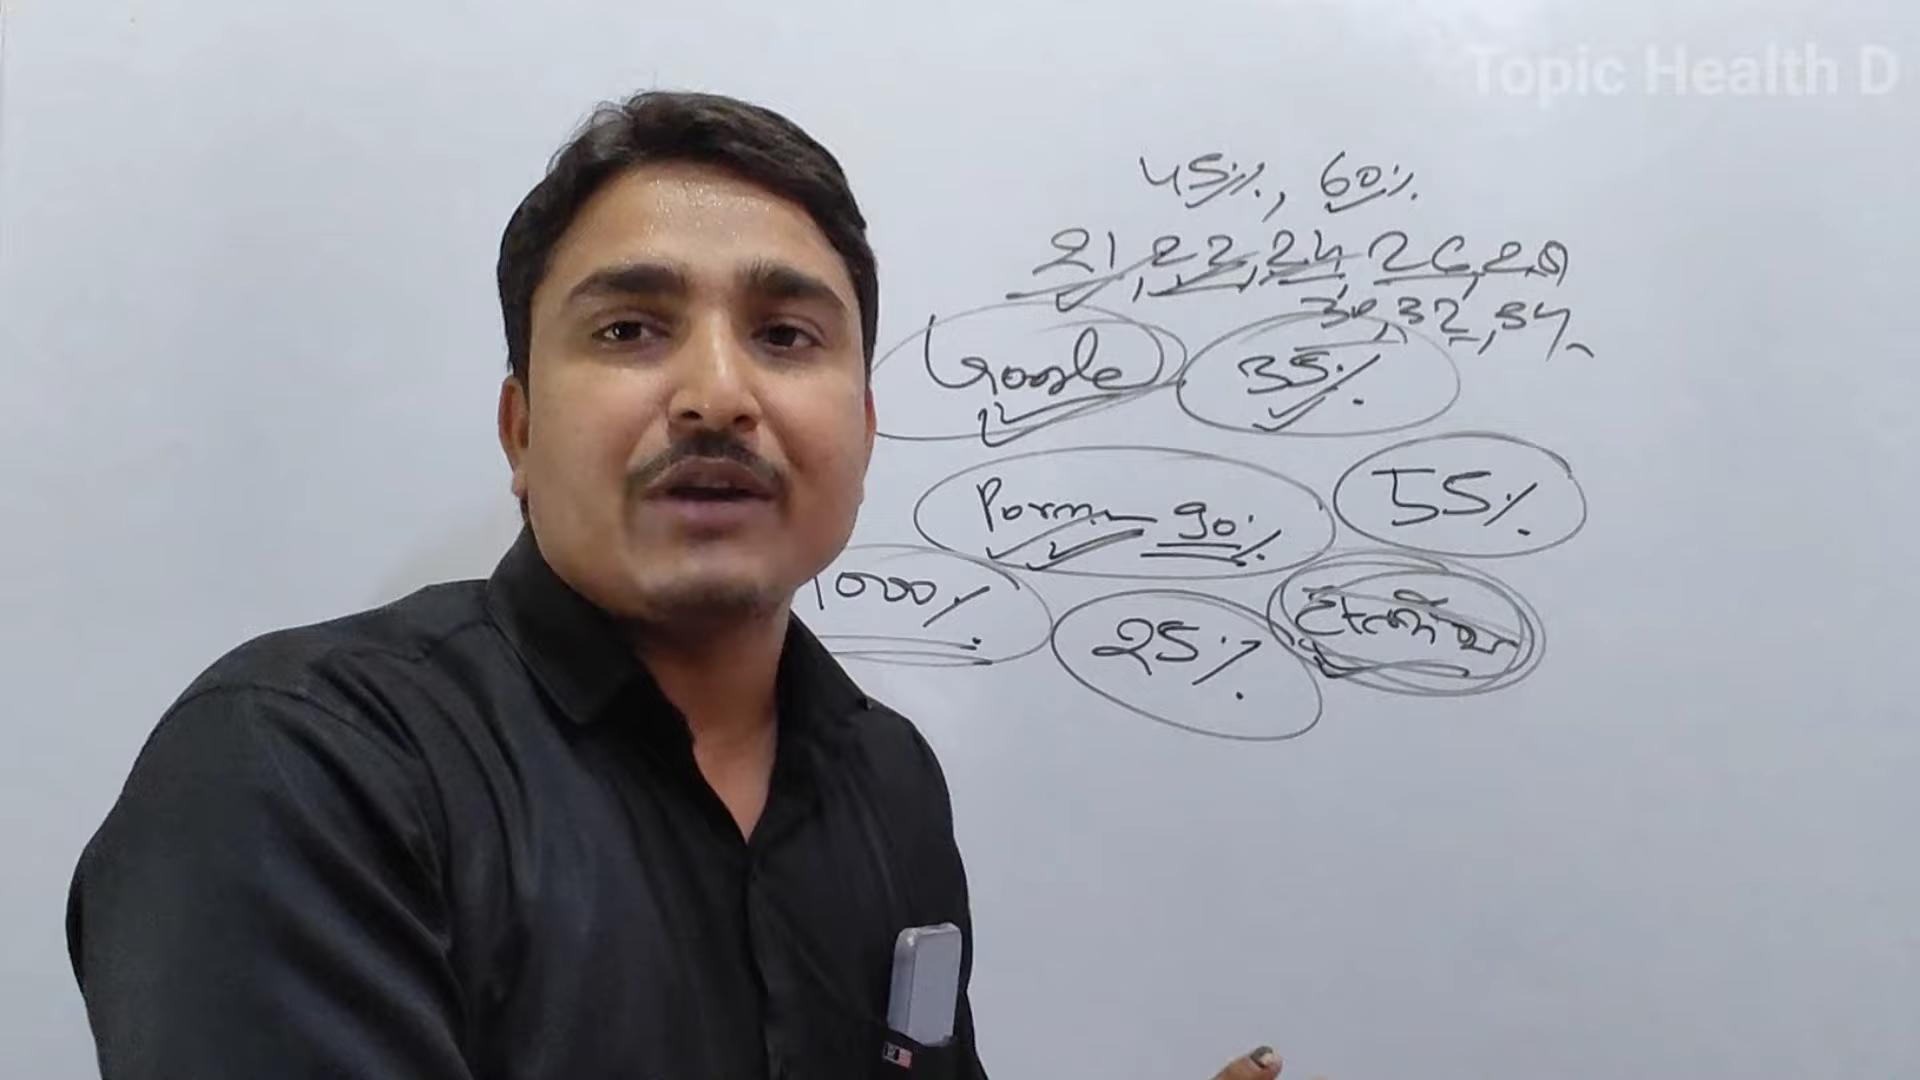 Topic Health D
45%, 60%
21, 22, 24, 26, 28
30, 32, 34
Google 35%
55%
Porn 90%
1000%
25%